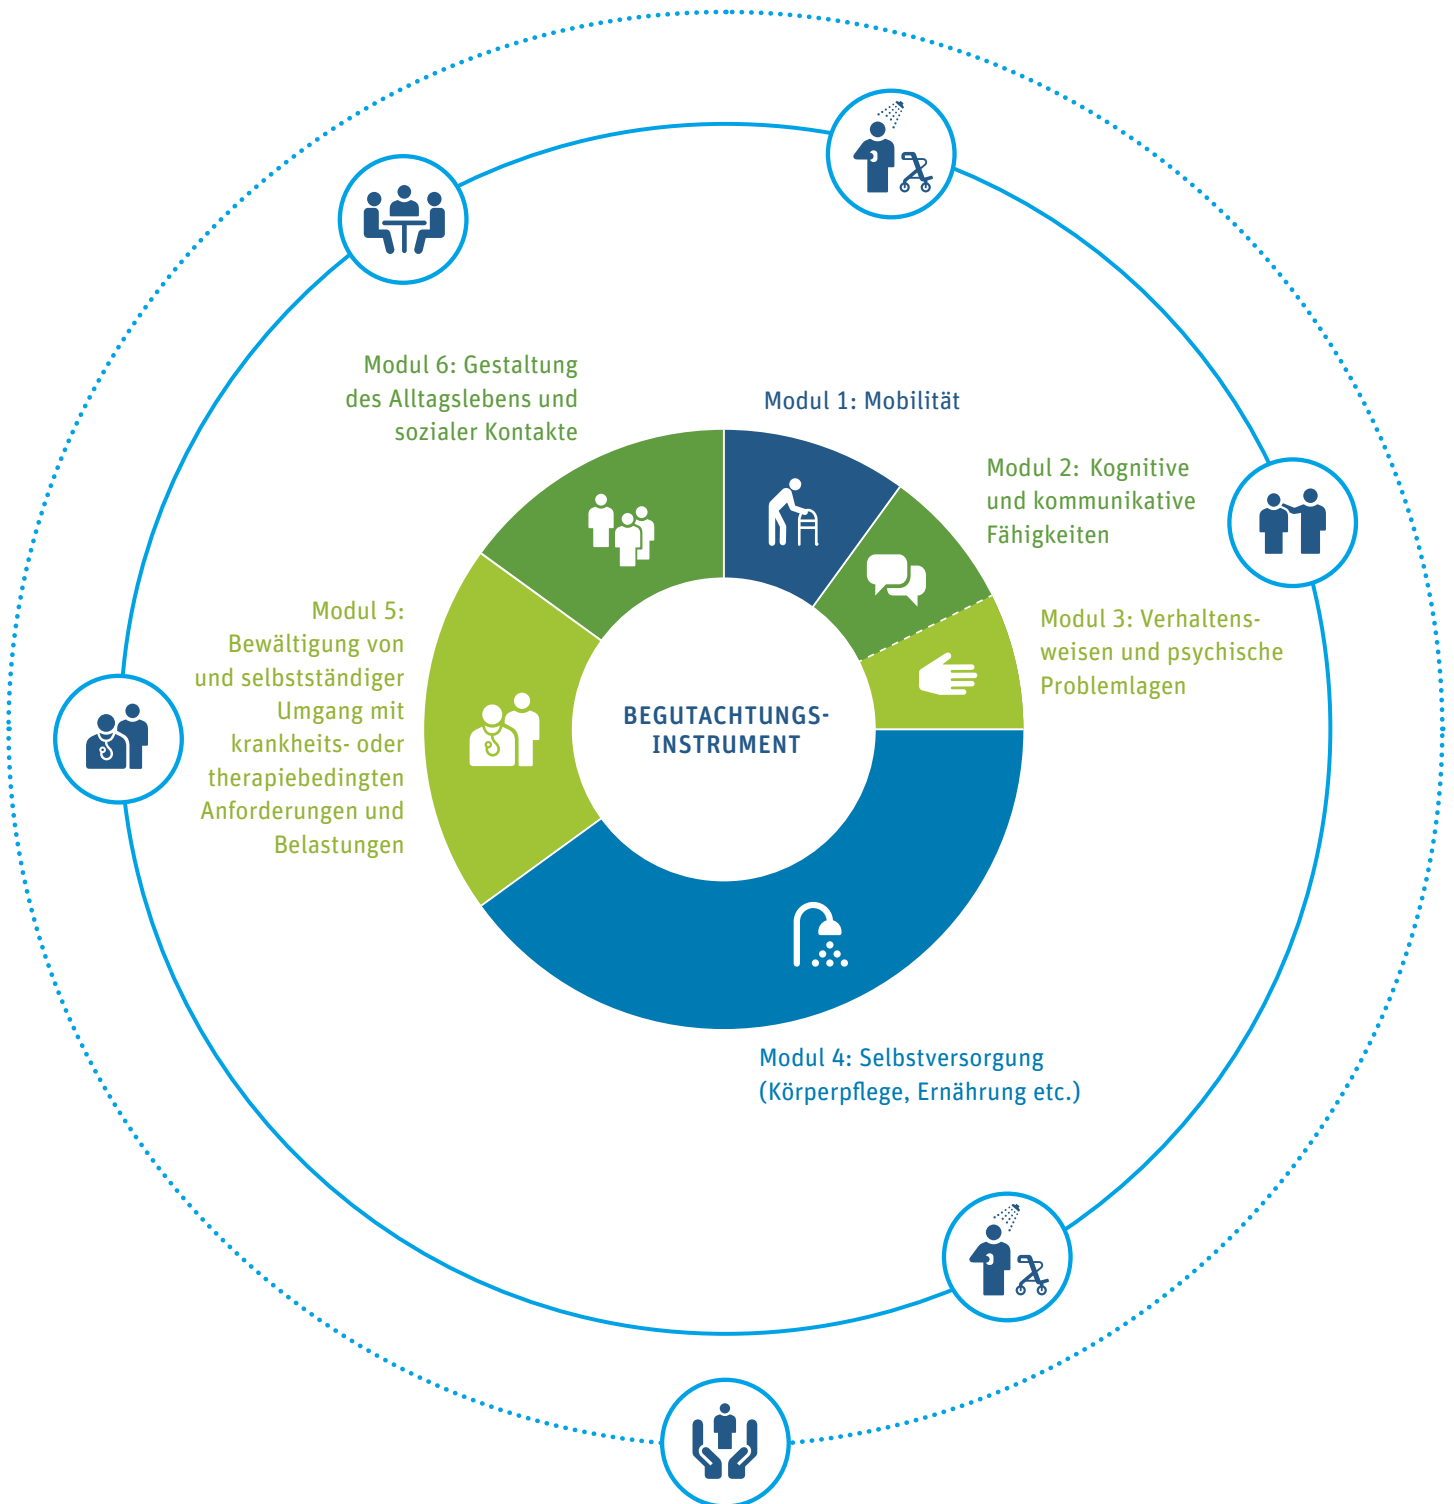 Modul 6: Gestaltung
des Alltagslebens und
sozialer Kontakte
Modul 1: Mobilität
Modul 2: Kognitive
und kommunikative
Fähigkeiten
Modul 3: Verhaltens-
weisen und psychische
Problemlagen
Modul 5:
Bewältigung von
und selbstständiger
Umgang mit
krankheits- oder
therapiebedingten
Anforderungen und
Belastungen
BEGUTACHTUNGS-
INSTRUMENT
Modul 4: Selbstversorgung
(Körperpflege, Ernährung etc.)